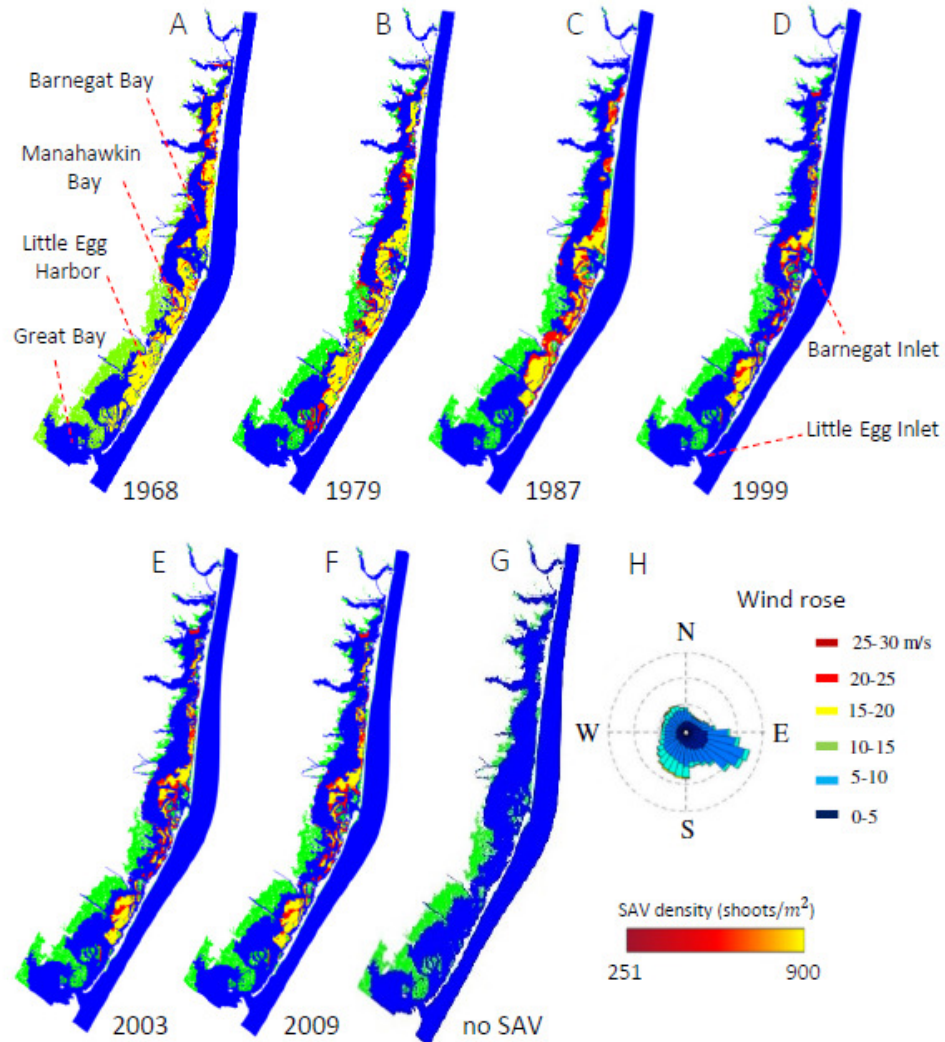 A
B
C
D
Barnegat Bay
Manahawkin
Bay
Little Egg
Harbor
Great Bay
Barnegat Inlet
Little Egg Inlet
1968
1979
1987
1999
E
F
G
H
Wind rose
N
W
E
S
25-30 m/s
20-25
15-20
10-15
5-10
0-5
SAV density (shoots/m²)
251
900
2003
2009
no SAV